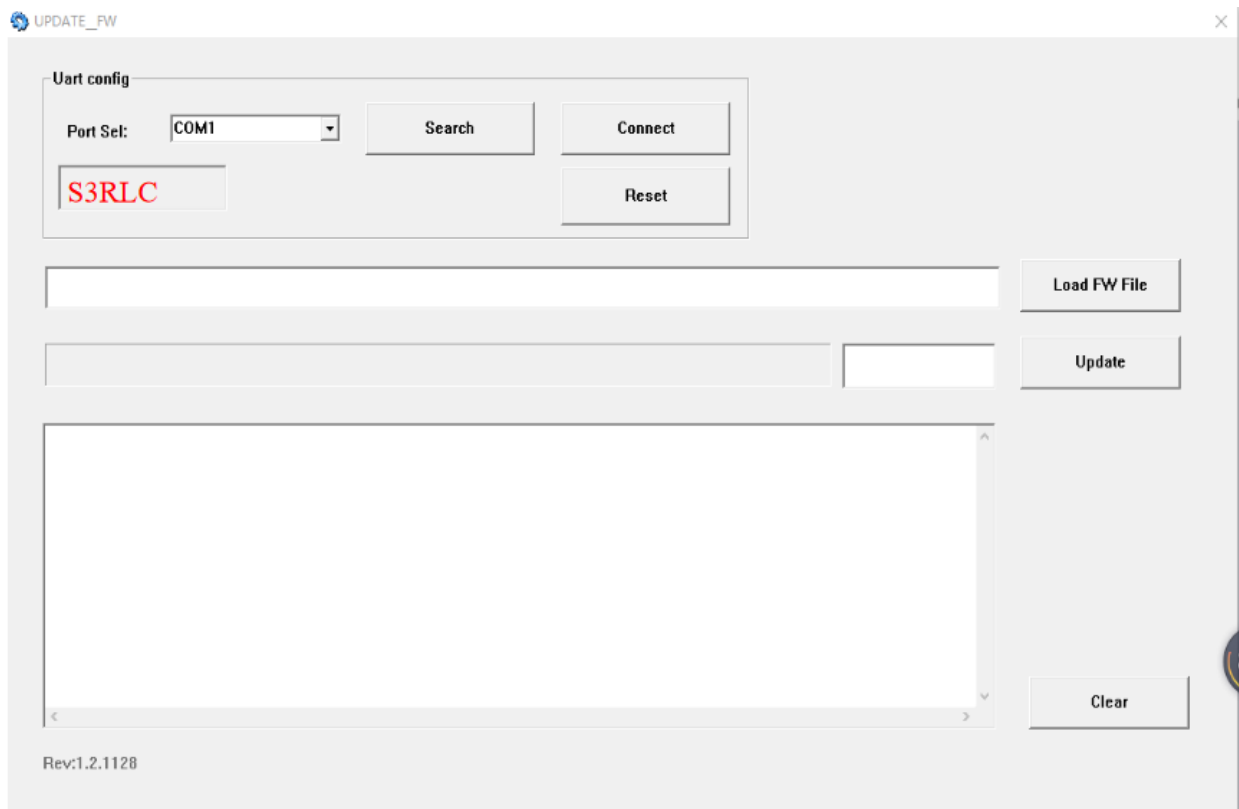 UPDATE_FW
Uart config
Port Sel: COM1 Search Connect
S3RLC Reset
Load FW File
Update
Clear
Rev:1.2.1128